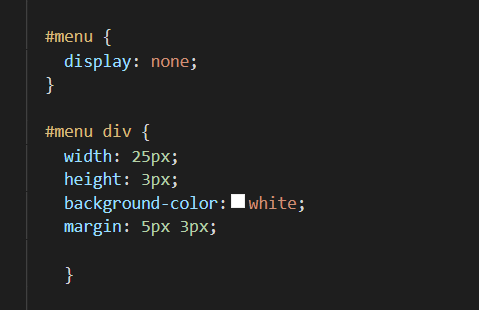 #menu {
display: none;
}
#menu div {
width: 25px;
height: 3px;
background-color: white;
margin: 5px 3px;
}